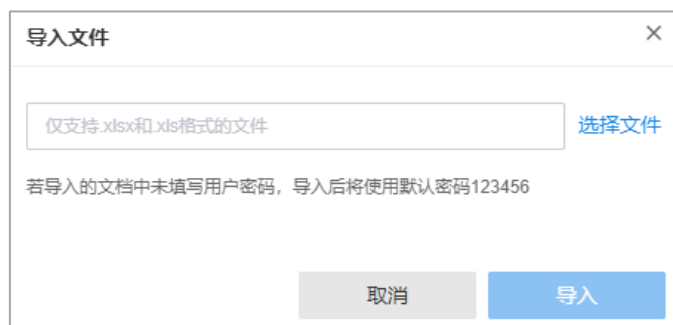 导入文件
仅支持.xlsx和.xls格式的文件 选择文件
若导入的文档中未填写用户密码，导入后将使用默认密码123456
取消 导入